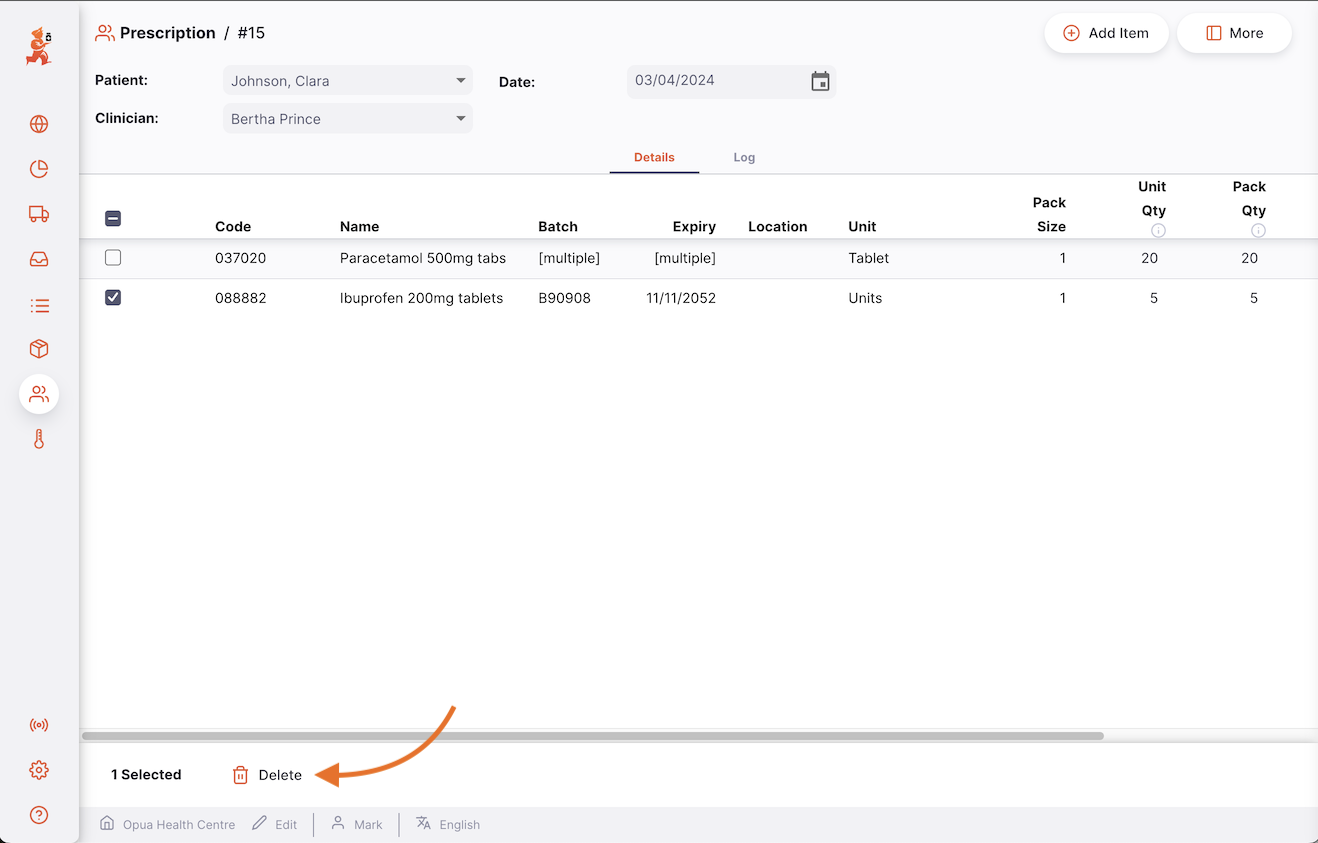 Prescription / #15
Add Item
More
Patient: Johnson, Clara Date: 03/04/2024
Clinician: Bertha Prince
Details Log
Code Name Batch Expiry Location Unit Pack Size Unit Qty Pack Qty
037020 Paracetamol 500mg tabs [multiple] [multiple] Tablet 1 20 20
088882 Ibuprofen 200mg tablets B90908 11/11/2052 Units 1 5 5
1 Selected Delete
Opua Health Centre Edit Mark English